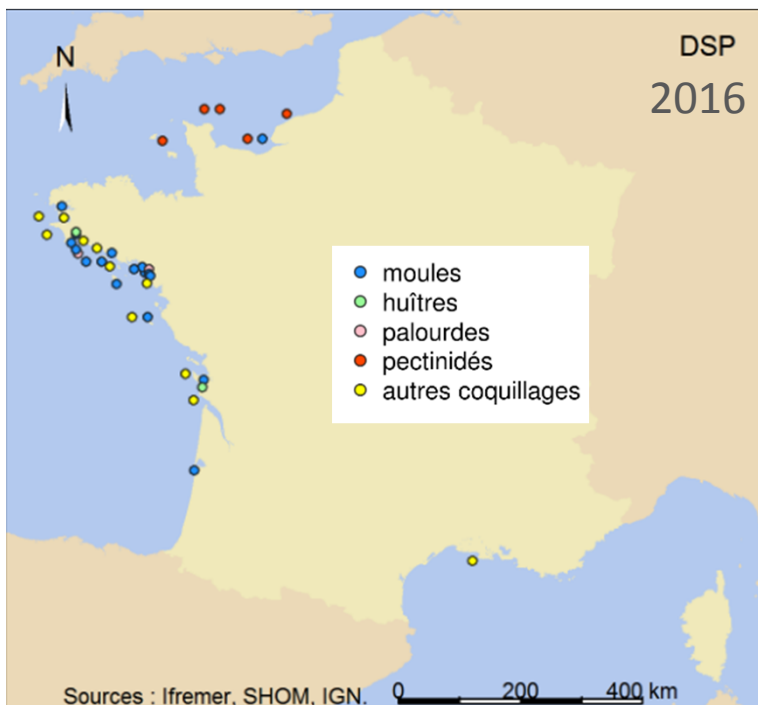 N
DSP
2016
moules
huîtres
palourdes
pectinidés
autres coquillages
Sources : Ifremer, SHOM, IGN.
0 200 400 km